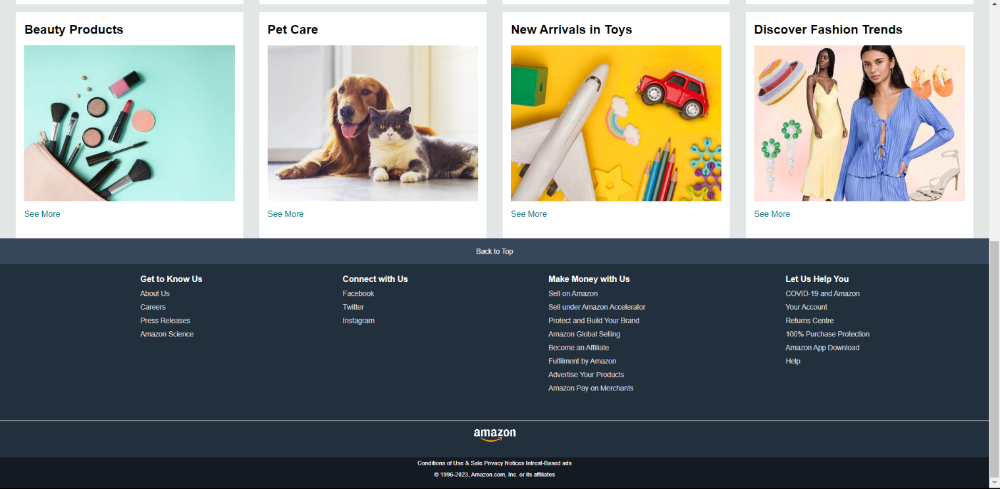 Beauty Products
Pet Care
New Arrivals in Toys
Discover Fashion Trends
See More
See More
See More
See More
Back to Top
Get to Know Us
About Us
Careers
Press Releases
Amazon Science
Connect with Us
Facebook
Twitter
Instagram
Make Money with Us
Sell on Amazon
Sell under Amazon Accelerator
Protect and Build Your Brand
Amazon Global Selling
Become an Affiliate
Fulfilment by Amazon
Advertise Your Products
Amazon Pay on Merchants
Let Us Help You
COVID-19 and Amazon
Your Account
Returns Centre
100% Purchase Protection
Amazon App Download
Help
amazon
Conditions of Use & Sale Privacy Notices Intrest-Based ads
© 1996-2023, Amazon.com, Inc. or its affiliates